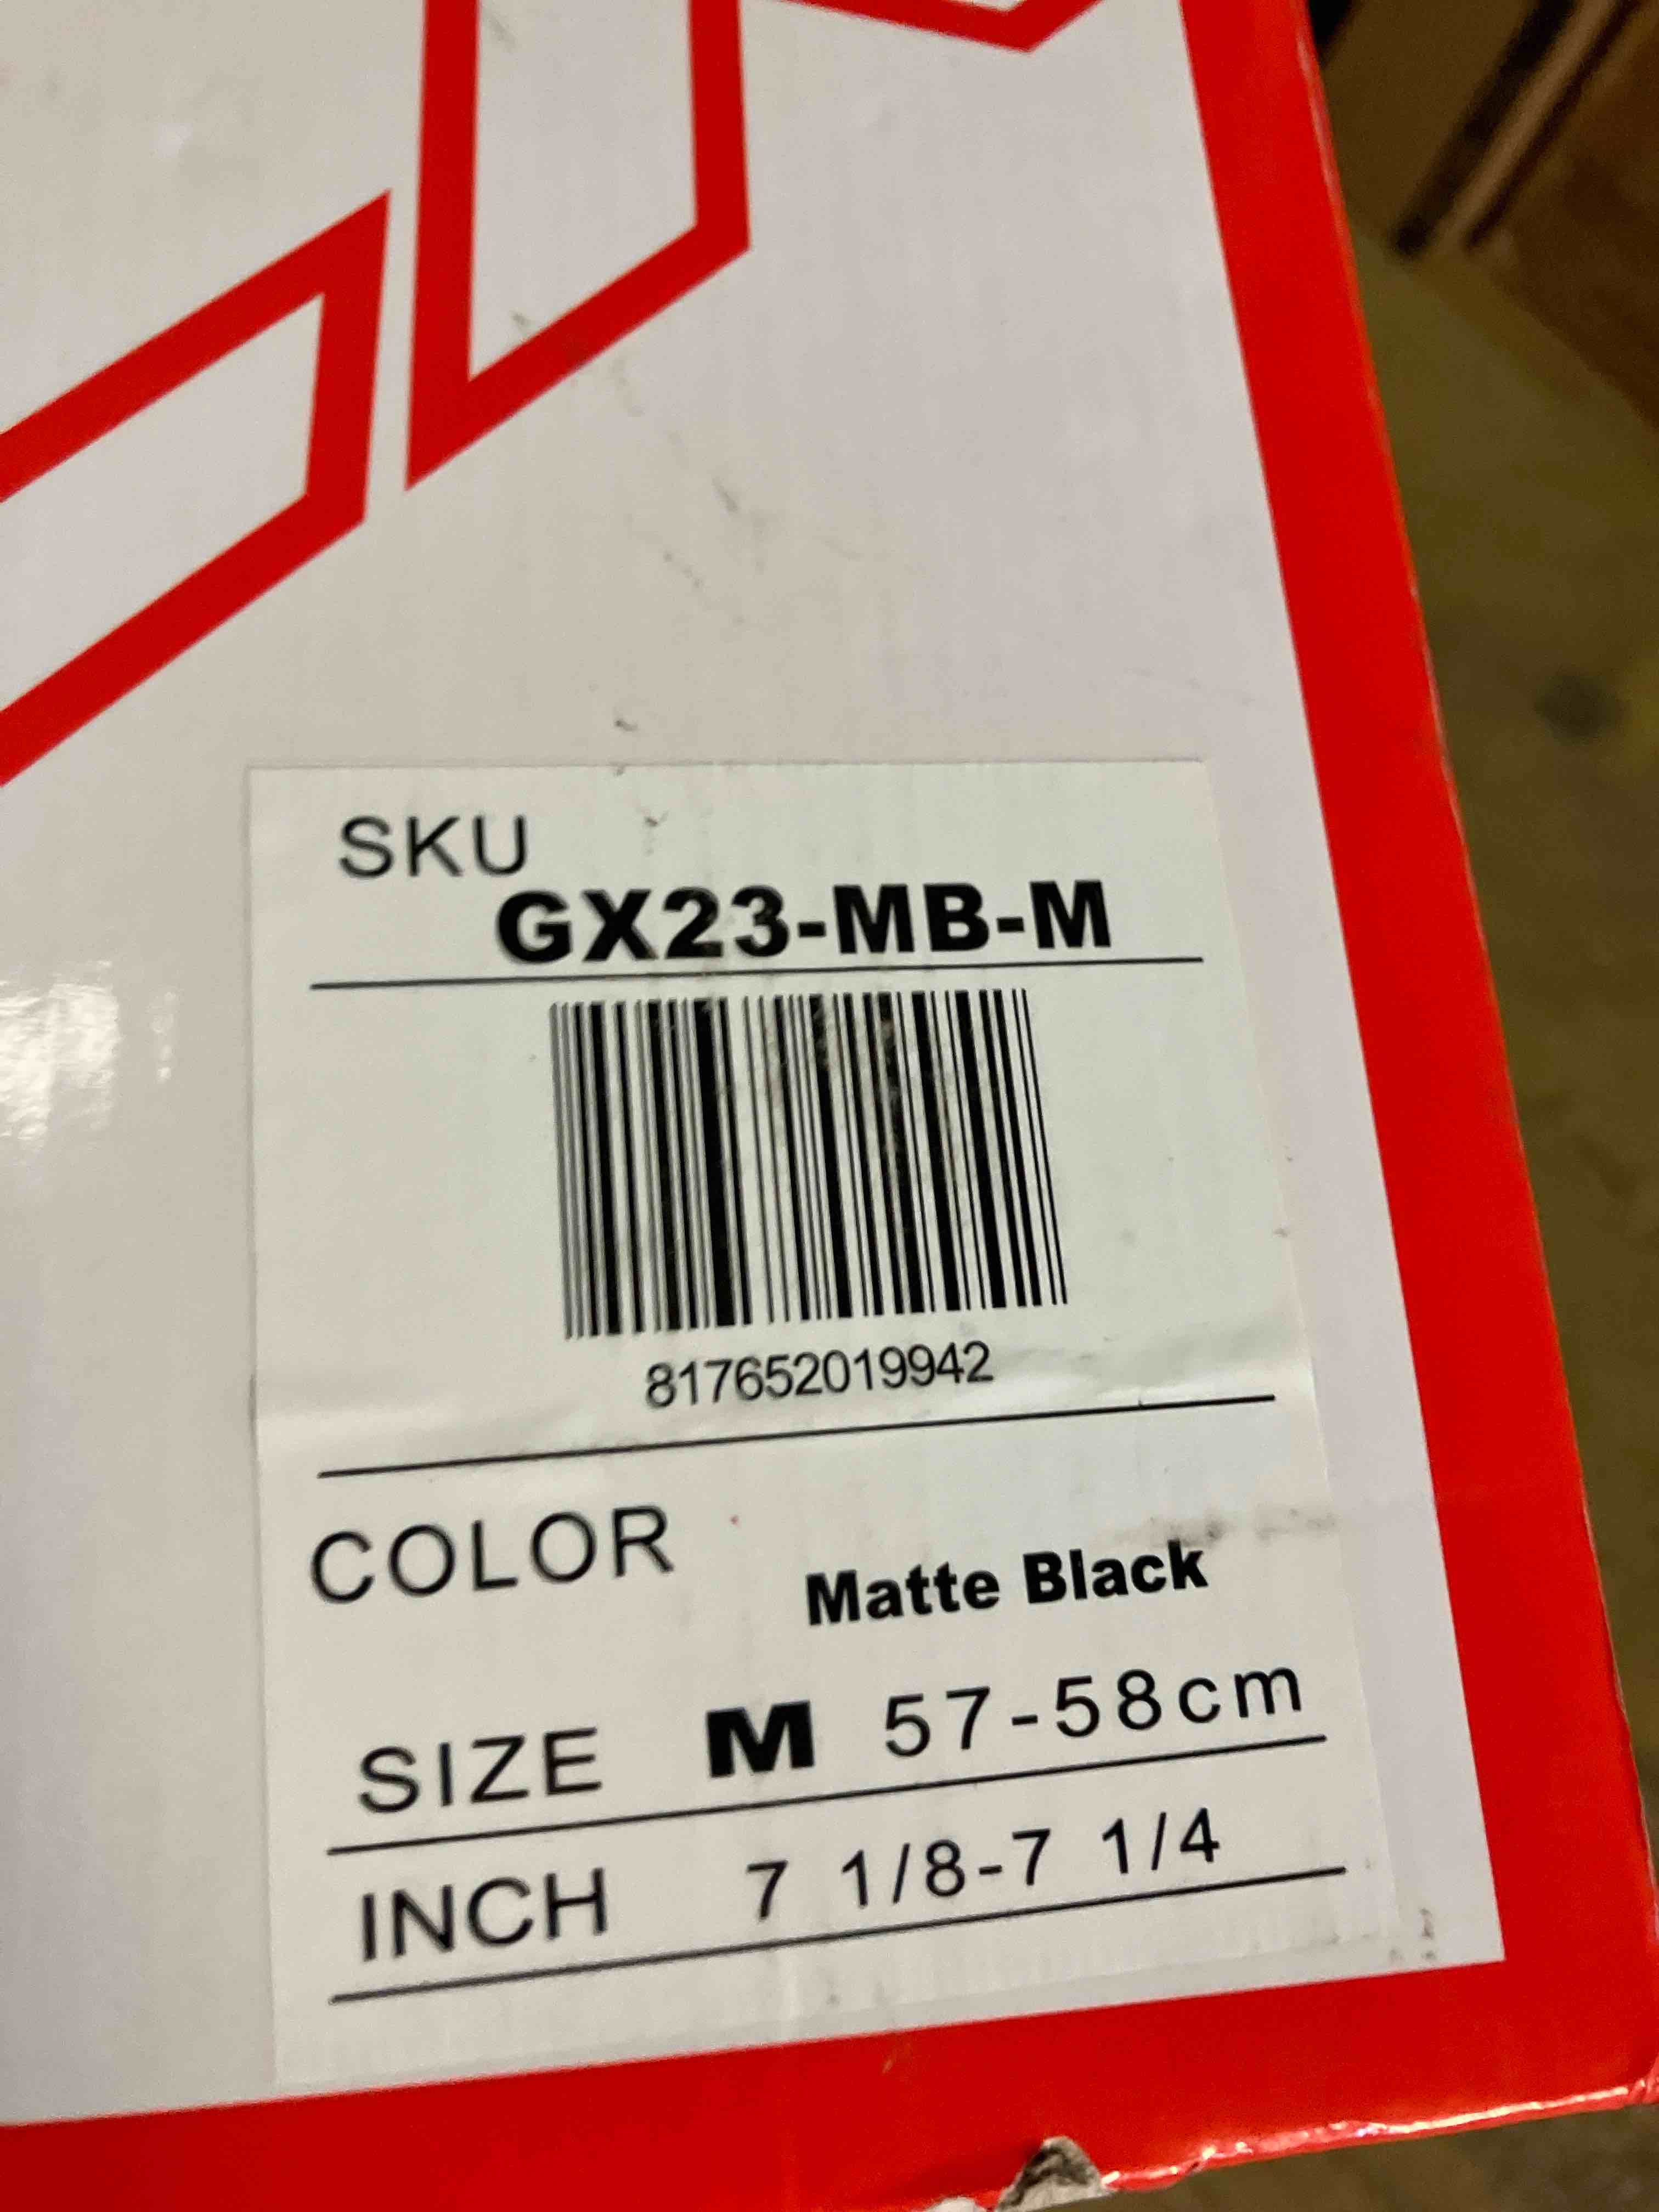 SKU
GX23-MB-M
817652019942
COLOR
Matte Black
SIZE M 57-58cm
INCH 7 1/8-7 1/4